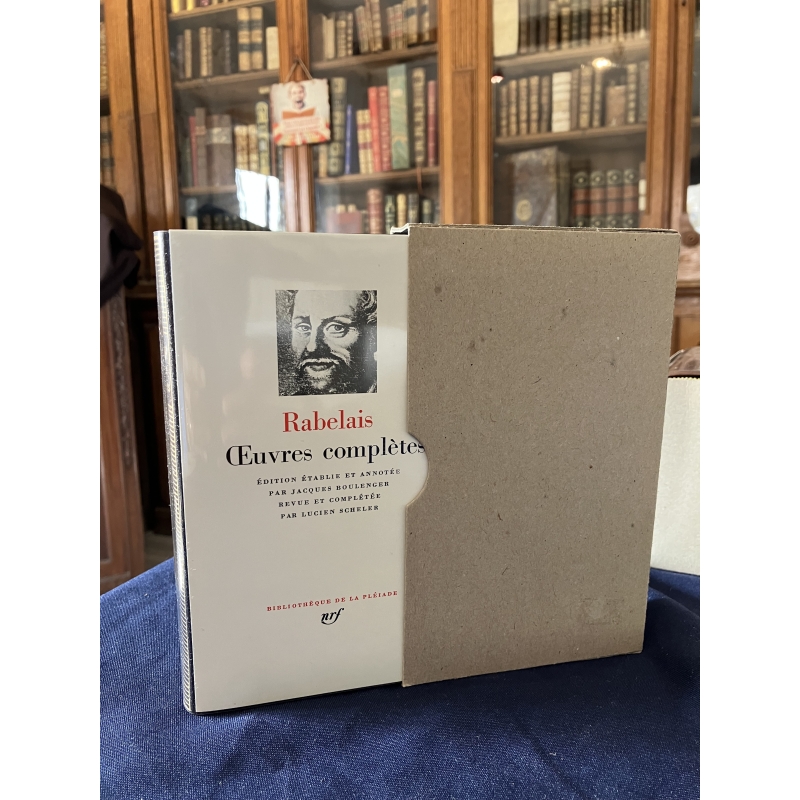 Rabelais
Œuvres complètes
ÉDITION ÉTABLIE ET ANNOTÉE
PAR JACQUES BOULENGER
REVUE ET COMPLÉTÉE
PAR LUCIEN SCHELER
BIBLIOTHÈQUE DE LA PLÉIADE
nrf